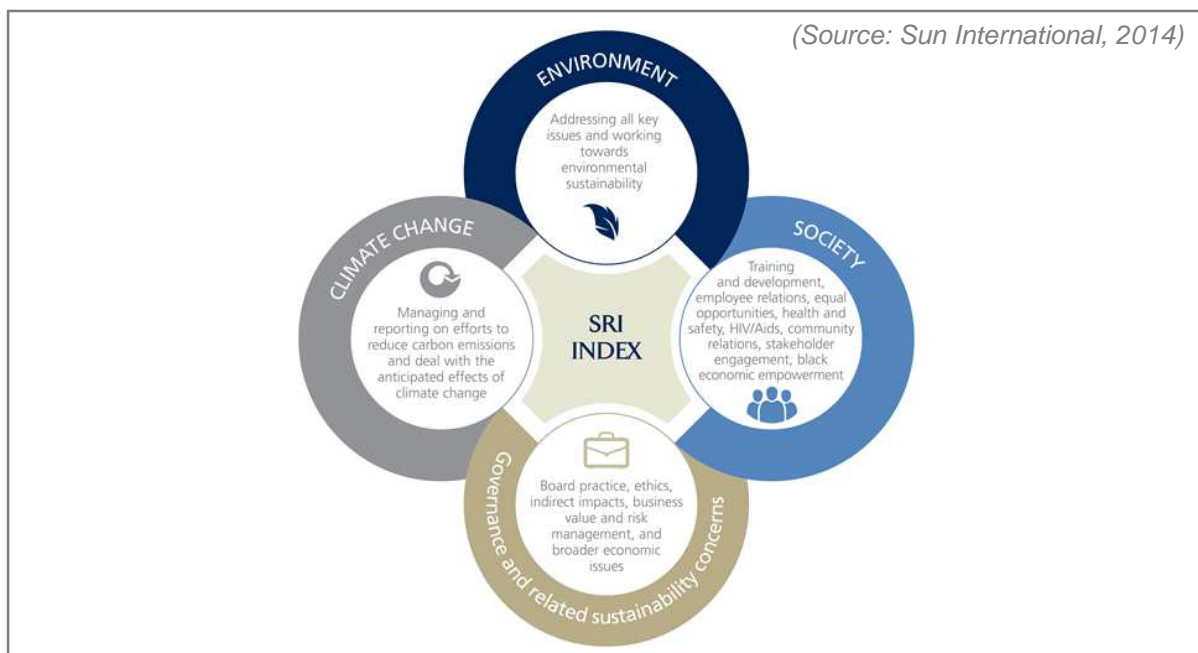 (Source: Sun International, 2014)
ENVIRONMENT
Addressing all key
issues and working
towards
environmental
sustainability
CLIMATE CHANGE
Managing and
reporting on efforts to
reduce carbon emissions
and deal with the
anticipated effects of
climate change
SRI
INDEX
SOCIETY
Training
and development,
employee relations, equal
opportunities, health and
safety, HIV/Aids, community
relations, stakeholder
engagement, black
economic empowerment
Board practice, ethics,
indirect impacts, business
value and risk
management, and
broader economic
issues
Governance and related sustainability concerns